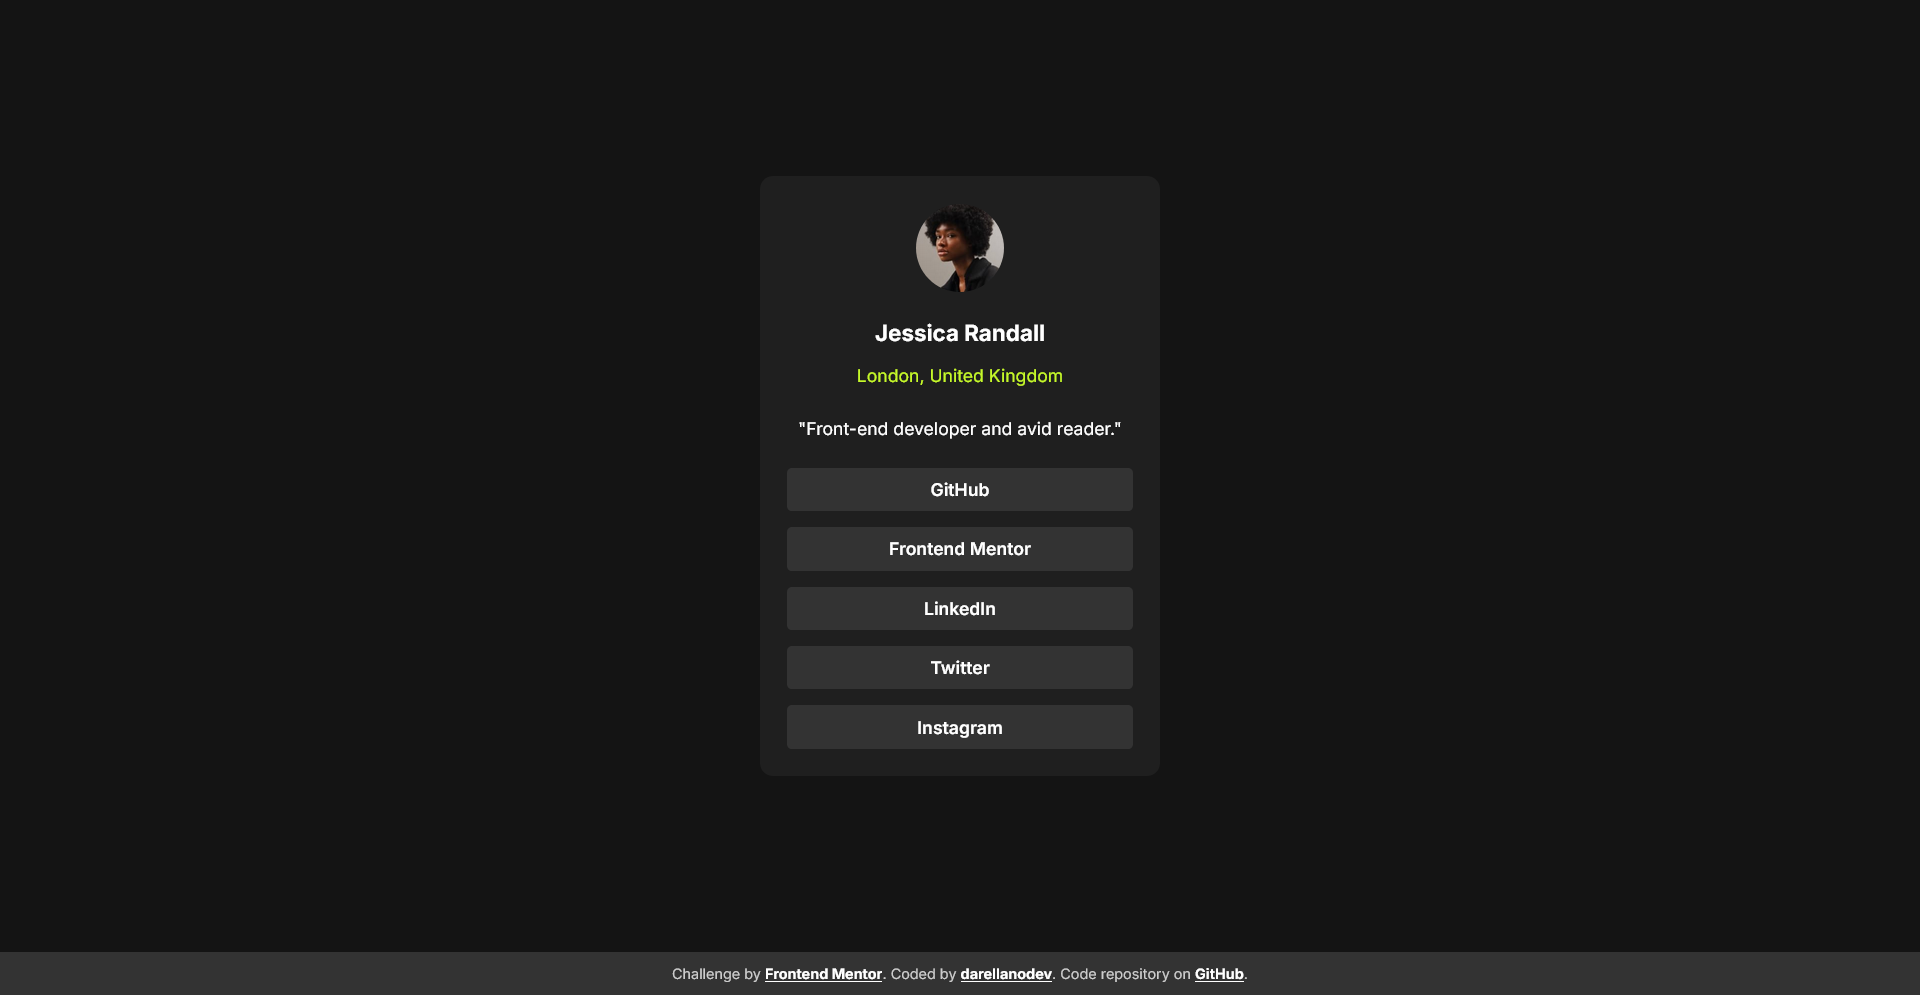 Jessica Randall
London, United Kingdom
"Front-end developer and avid reader."
GitHub
Frontend Mentor
LinkedIn
Twitter
Instagram
Challenge by Frontend Mentor. Coded by darellanodev. Code repository on GitHub.